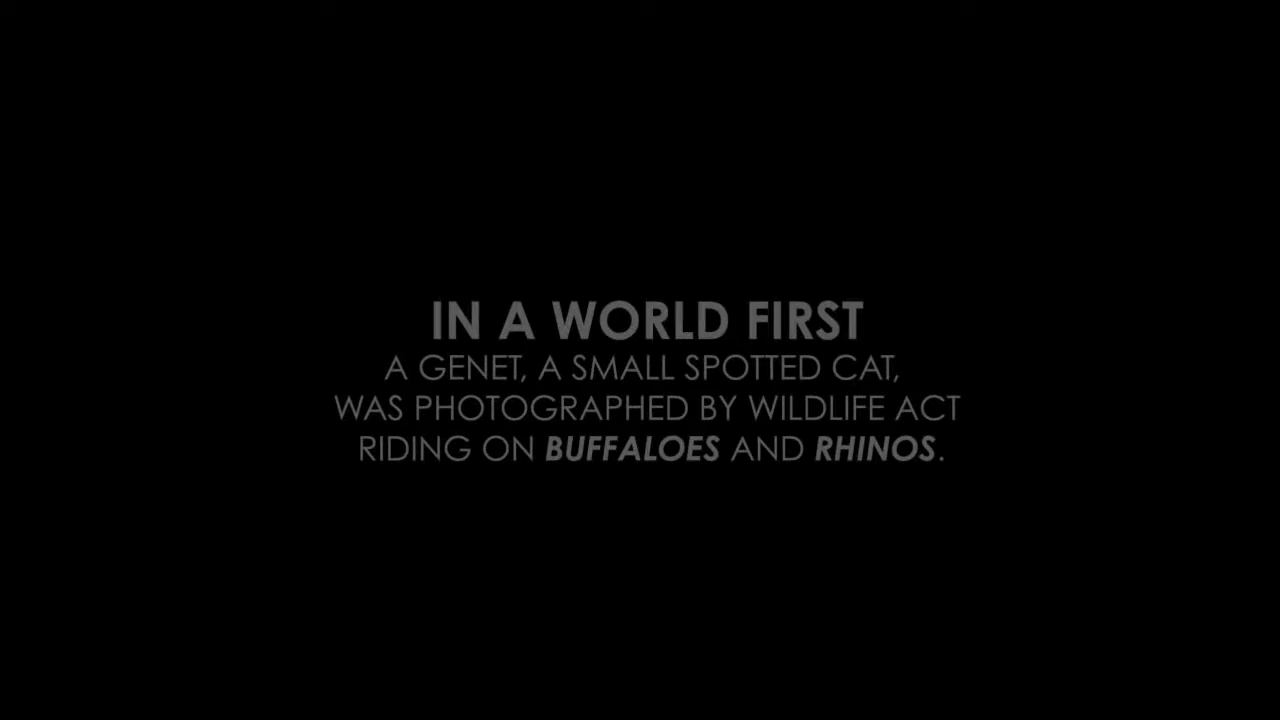 IN A WORLD FIRST
A GENET, A SMALL SPOTTED CAT,
WAS PHOTOGRAPHED BY WILDLIFE ACT
RIDING ON BUFFALOES AND RHINOS.